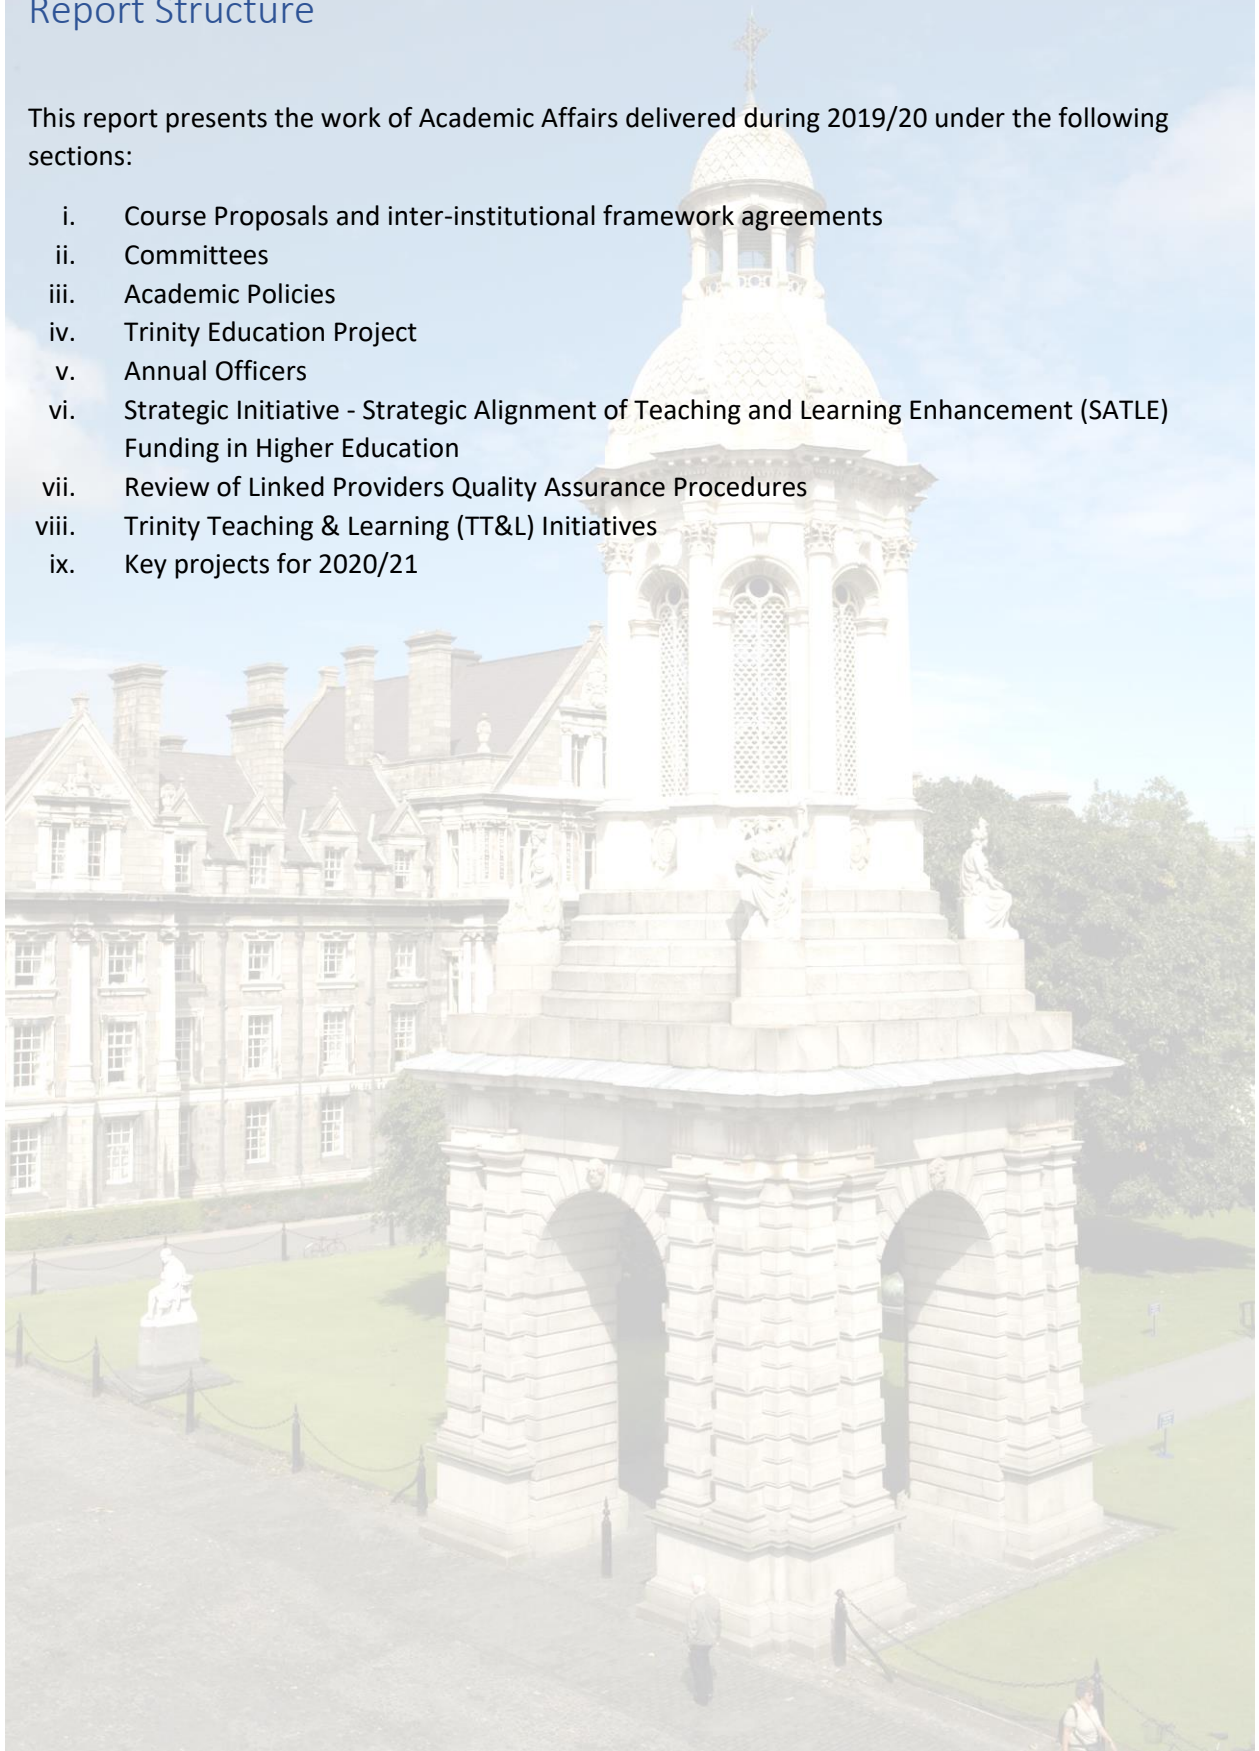 Report Structure
This report presents the work of Academic Affairs delivered during 2019/20 under the following
sections:
i. Course Proposals and inter-institutional framework agreements
ii. Committees
iii. Academic Policies
iv. Trinity Education Project
v. Annual Officers
vi. Strategic Initiative - Strategic Alignment of Teaching and Learning Enhancement (SATLE)
Funding in Higher Education
vii. Review of Linked Providers Quality Assurance Procedures
viii. Trinity Teaching & Learning (TT&L) Initiatives
ix. Key projects for 2020/21